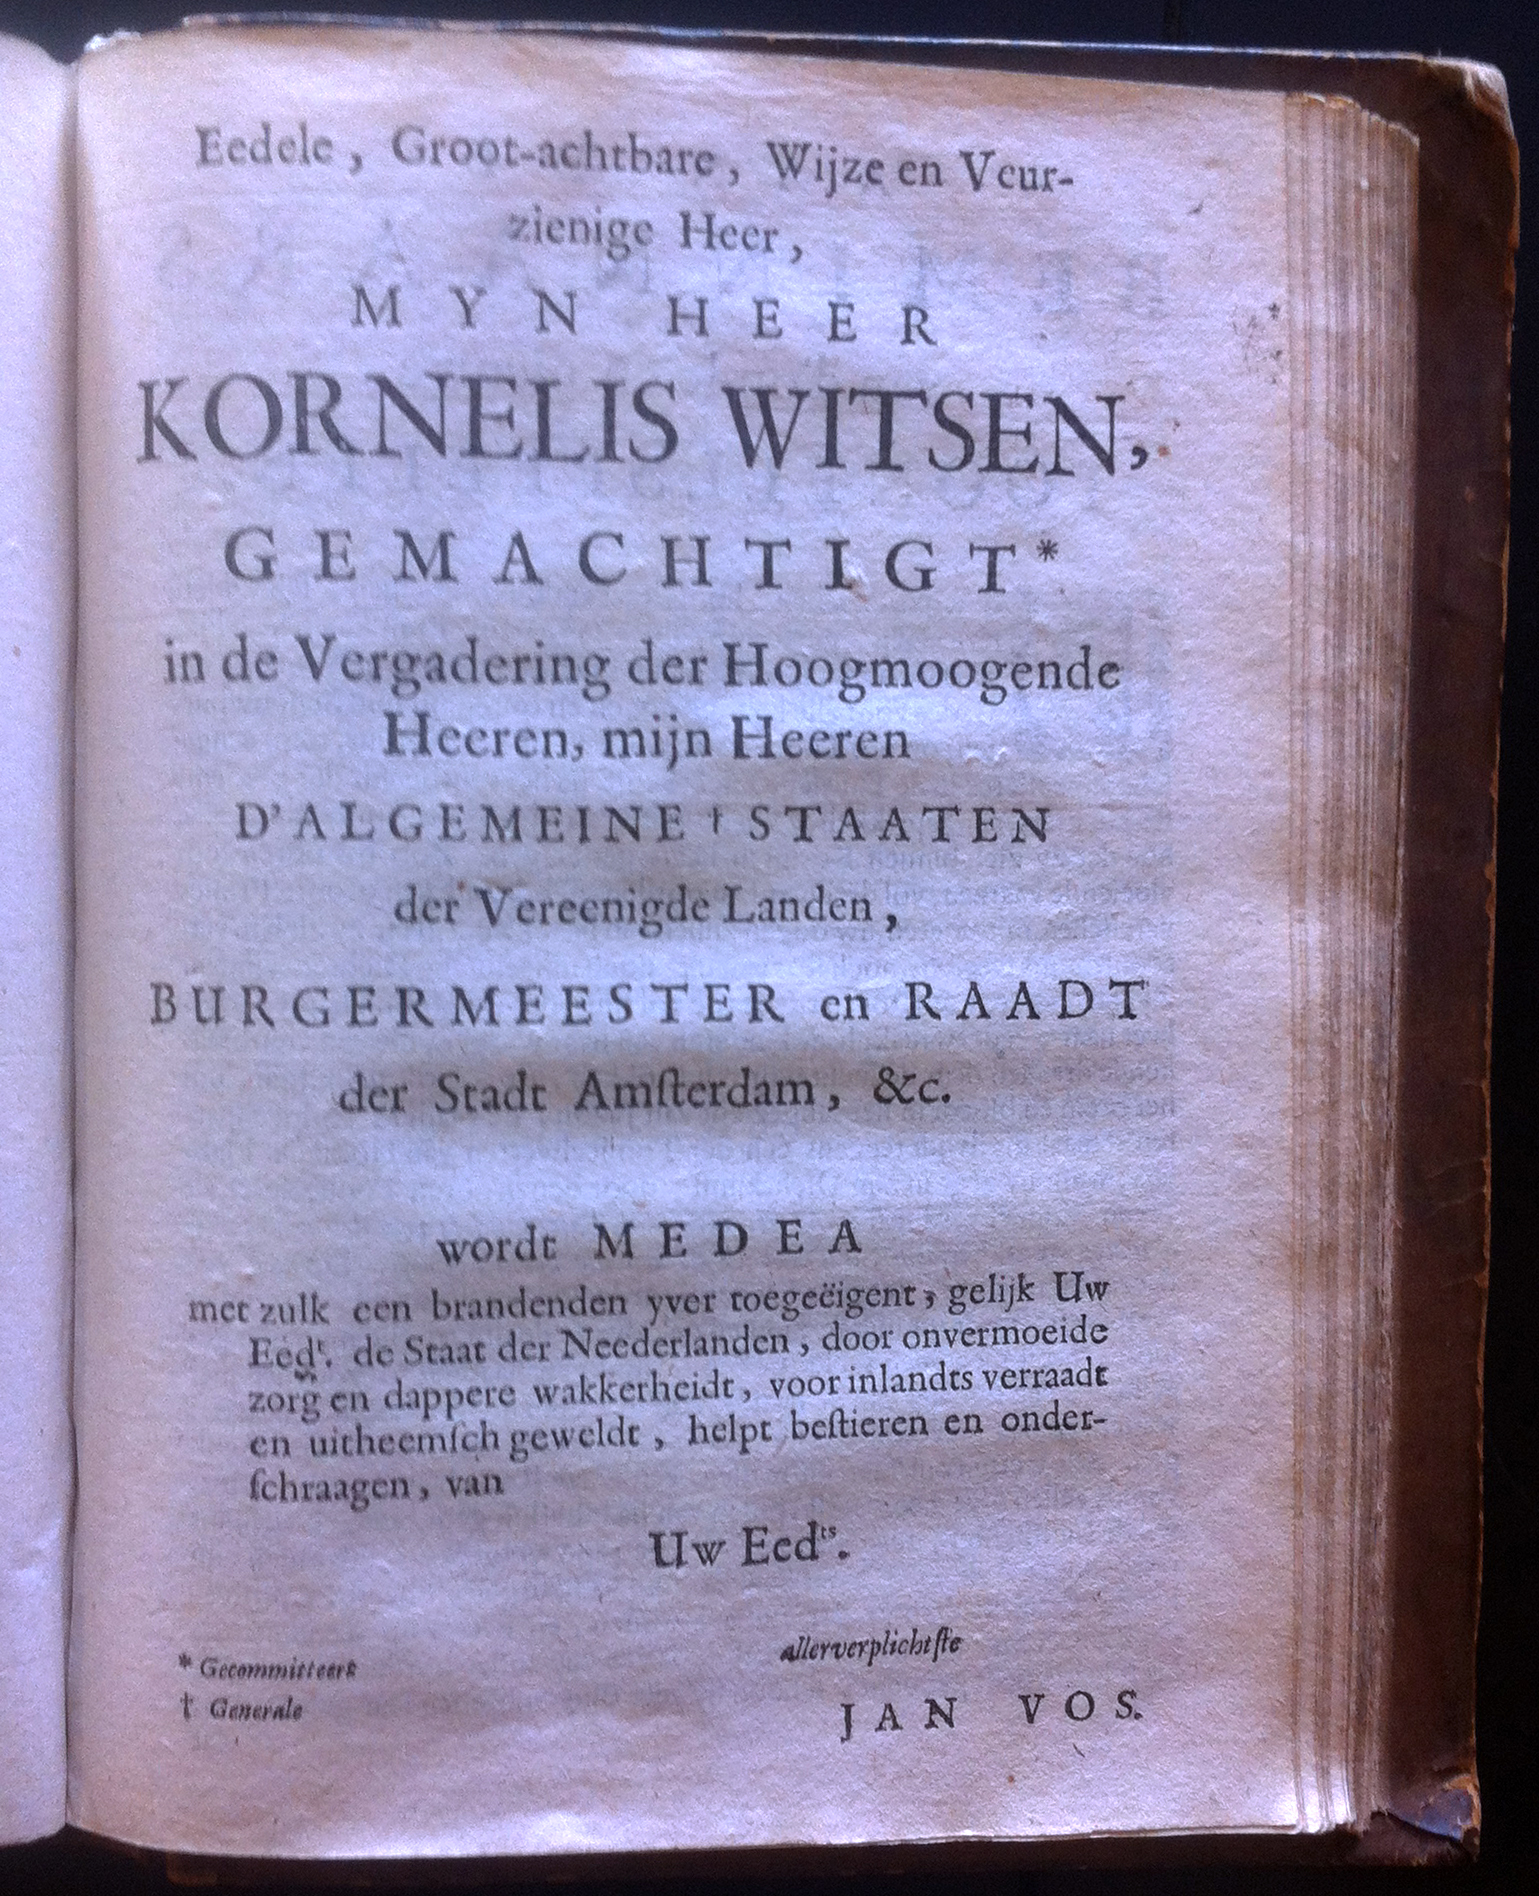 Eedele, Groot-achtbare, Wijze en Veur-
zienige Heer,
MYN HEER
KORNELIS WITSEN,
GEMACHTIGT*
in de Vergadering der Hoogmoogende
Heeren, mijn Heeren
D'ALGEMEINE † STAATEN
der Vereenigde Landen,
BURGERMEESTER en RAADT
der Stadt Amſterdam, &c.
wordt MEDEA
met zulk een brandenden yver toegeëigent, gelijk Uw
Eedᵗ. de Staat der Neederlanden, door onvermoeide
zorg en dappere wakkerheidt, voor inlandts verraadt
en uitheemſch geweldt, helpt beſtieren en onder-
ſchraagen, van
Uw Eedᵗˢ.
allerverplichtſte
JAN VOS.
* Gecommitteert
† Generale